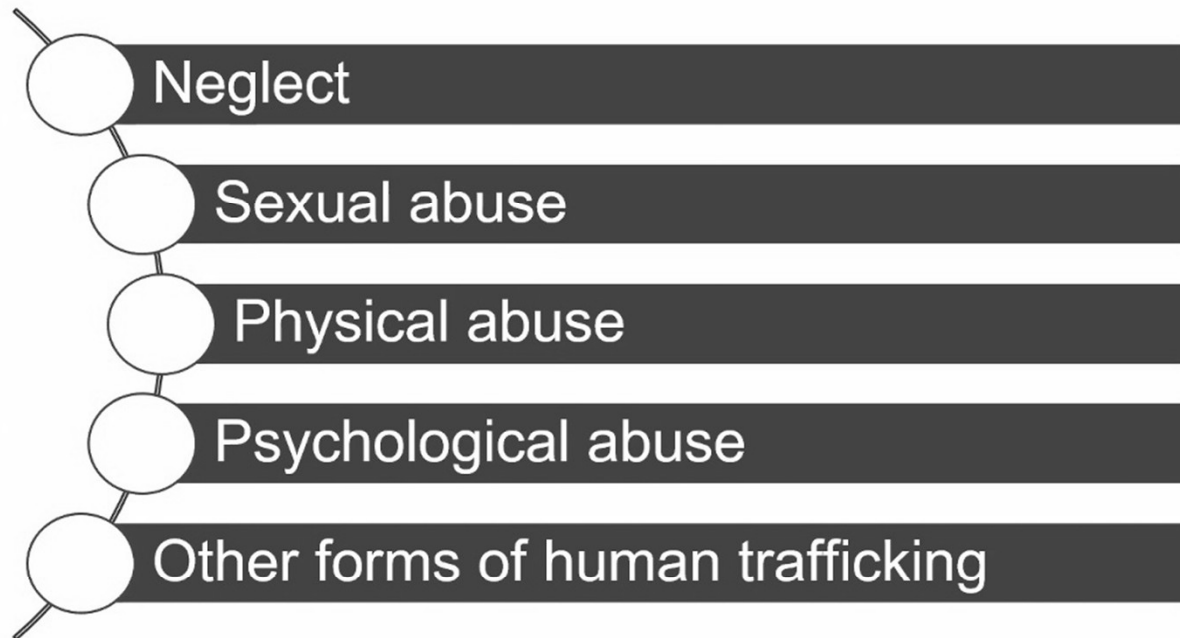 Neglect
Sexual abuse
Physical abuse
Psychological abuse
Other forms of human trafficking